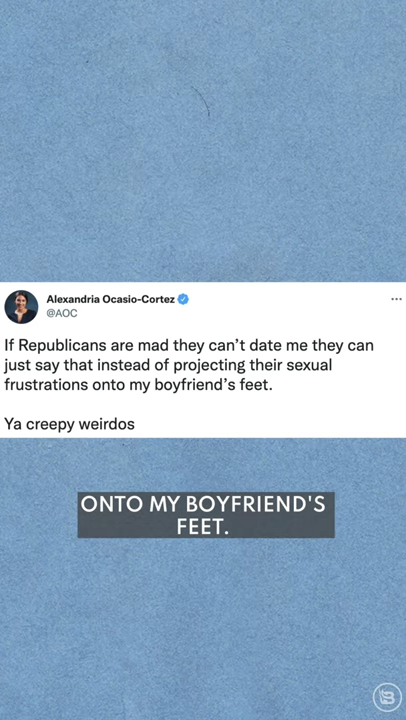 Alexandria Ocasio-Cortez
@AOC
If Republicans are mad they can’t date me they can
just say that instead of projecting their sexual
frustrations onto my boyfriend’s feet.
Ya creepy weirdos
ONTO MY BOYFRIEND'S
FEET.